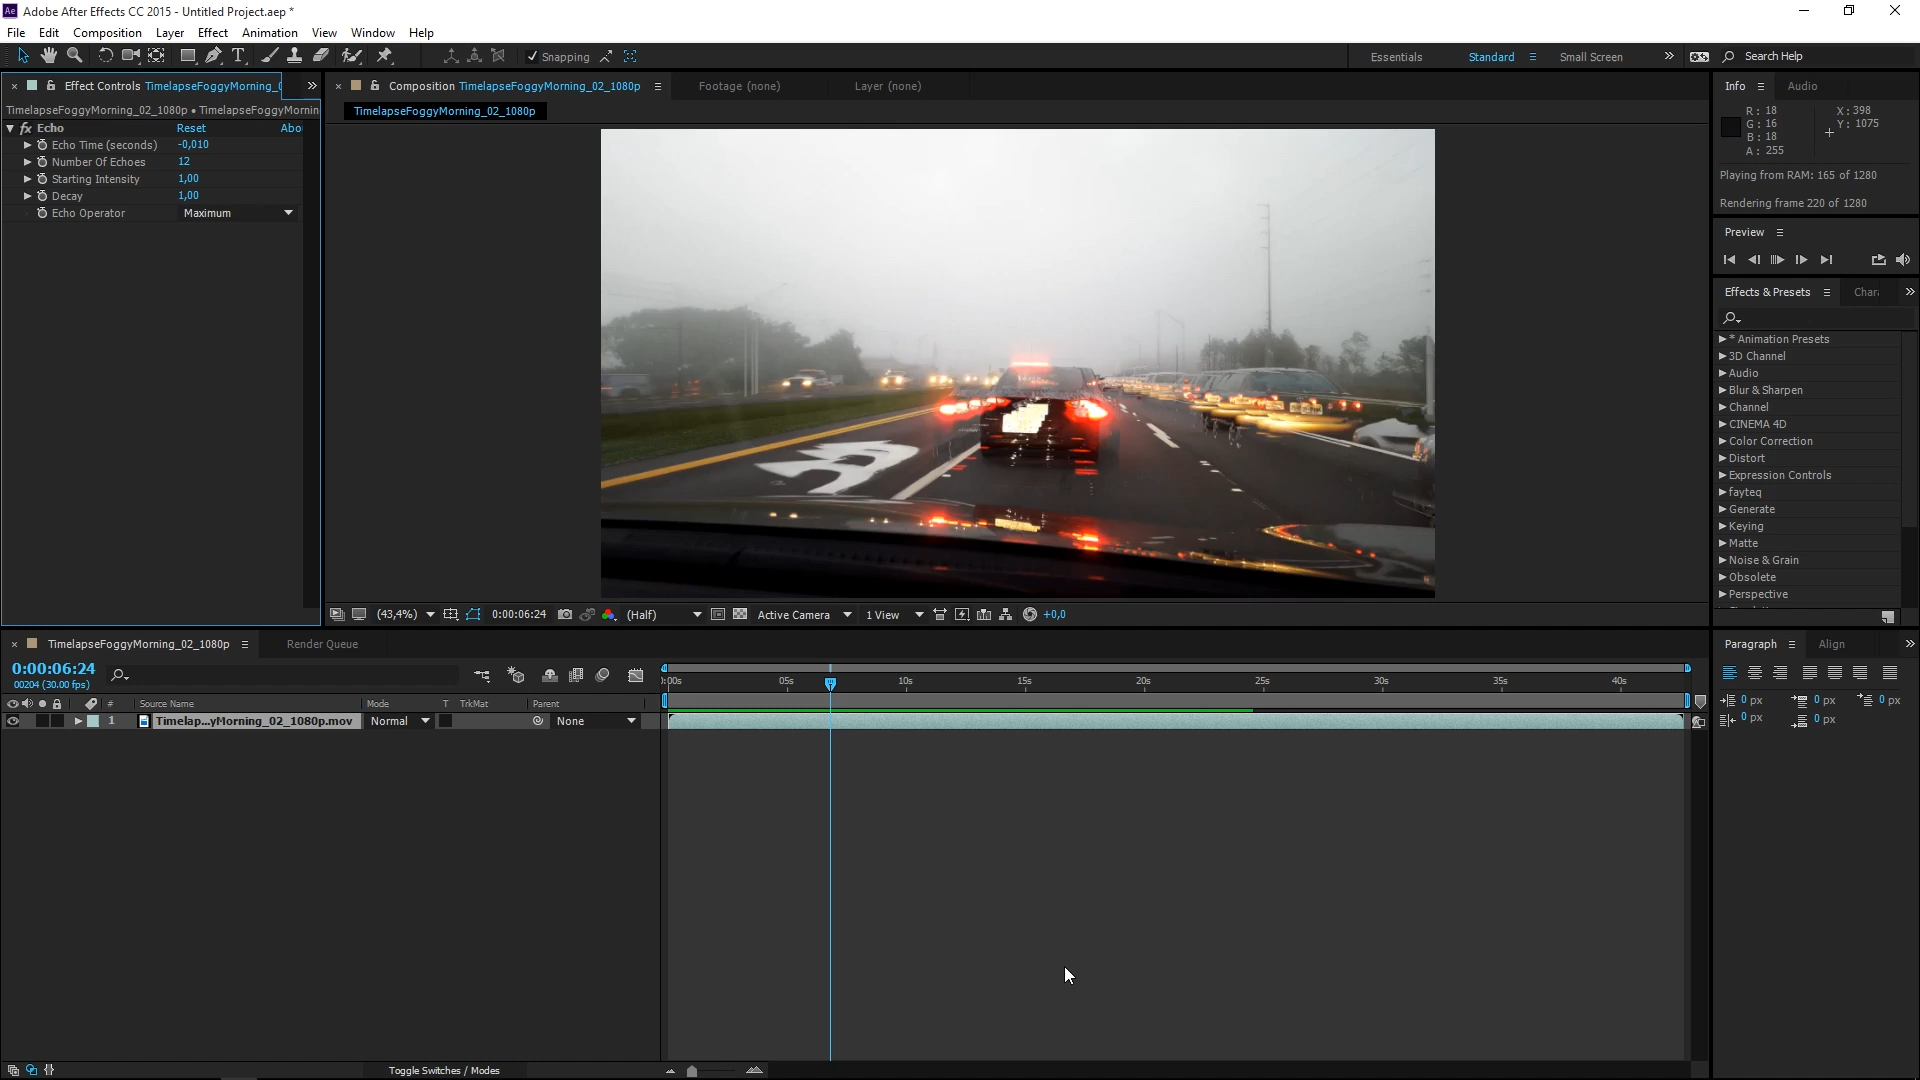 Adobe After Effects CC 2015 - Untitled Project.aep *
File Edit Composition Layer Effect Animation View Window Help
Snapping
Essentials Standard Small Screen Search Help
Effect Controls TimelapseFoggyMorning_0
TimelapseFoggyMorning_02_1080p • TimelapseFoggyMornin
fx Echo Reset Abo
Echo Time (seconds) -0,010
Number Of Echoes 12
Starting Intensity 1,00
Decay 1,00
Echo Operator Maximum
Composition TimelapseFoggyMorning_02_1080p Footage (none) Layer (none)
TimelapseFoggyMorning_02_1080p
(43,4%) 0:00:06:24 (Half) Active Camera 1 View +0,0
Info Audio
R: 18 X: 398
G: 16 Y: 1075
B: 18
A: 255
Playing from RAM: 165 of 1280
Rendering frame 220 of 1280
Preview
Effects & Presets Chara
* Animation Presets
3D Channel
Audio
Blur & Sharpen
Channel
CINEMA 4D
Color Correction
Distort
Expression Controls
fayteq
Generate
Keying
Matte
Noise & Grain
Obsolete
Perspective
TimelapseFoggyMorning_02_1080p Render Queue
0:00:06:24
00204 (30.00 fps)
# Source Name Mode T TrkMat Parent
1 Timelap...yMorning_02_1080p.mov Normal None
):00s 05s 10s 15s 20s 25s 30s 35s 40s
Toggle Switches / Modes
Paragraph Align
0 px 0 px 0 px
0 px 0 px